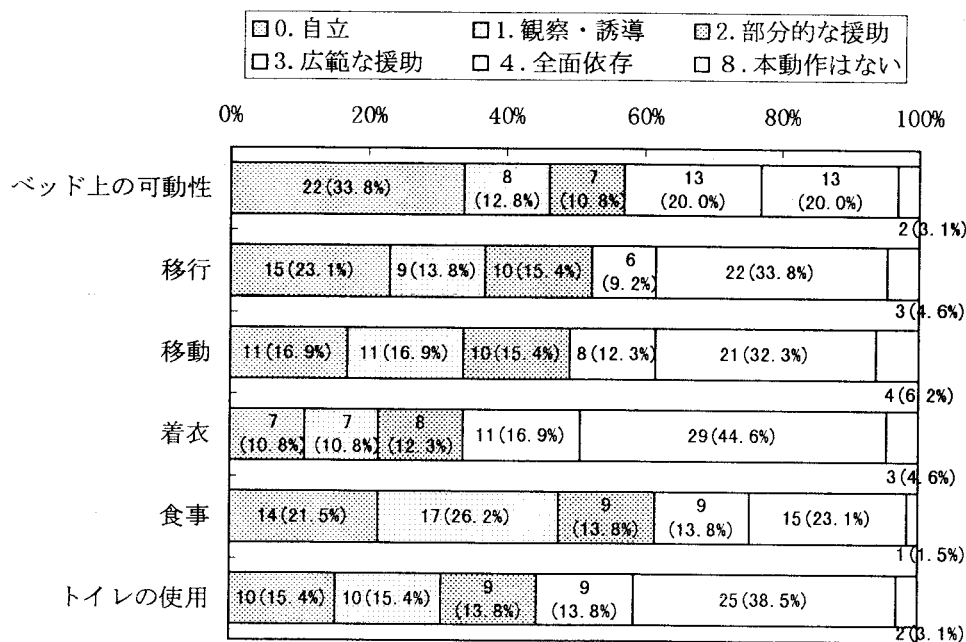 0. 自立 1. 観察・誘導 2. 部分的な援助
3. 広範な援助 4. 全面依存 8. 本動作はない
0% 20% 40% 60% 80% 100%
ベッド上の可動性 22(33.8%) 8 (12.8%) 7 (10.8%) 13 (20.0%) 13 (20.0%)
2(3.1%)
移行 15(23.1%) 9(13.8%) 10(15.4%) 6 (9.2%) 22(33.8%)
3(4.6%)
移動 11(16.9%) 11(16.9%) 10(15.4%) 8(12.3%) 21(32.3%)
4(6.2%)
着衣 7 (10.8%) 7 (10.8%) 8 (12.3%) 11(16.9%) 29(44.6%)
3(4.6%)
食事 14(21.5%) 17(26.2%) 9 (13.8%) 9 (13.8%) 15(23.1%)
1(1.5%)
トイレの使用 10(15.4%) 10(15.4%) 9 (13.8%) 9 (13.8%) 25(38.5%)
2(3.1%)